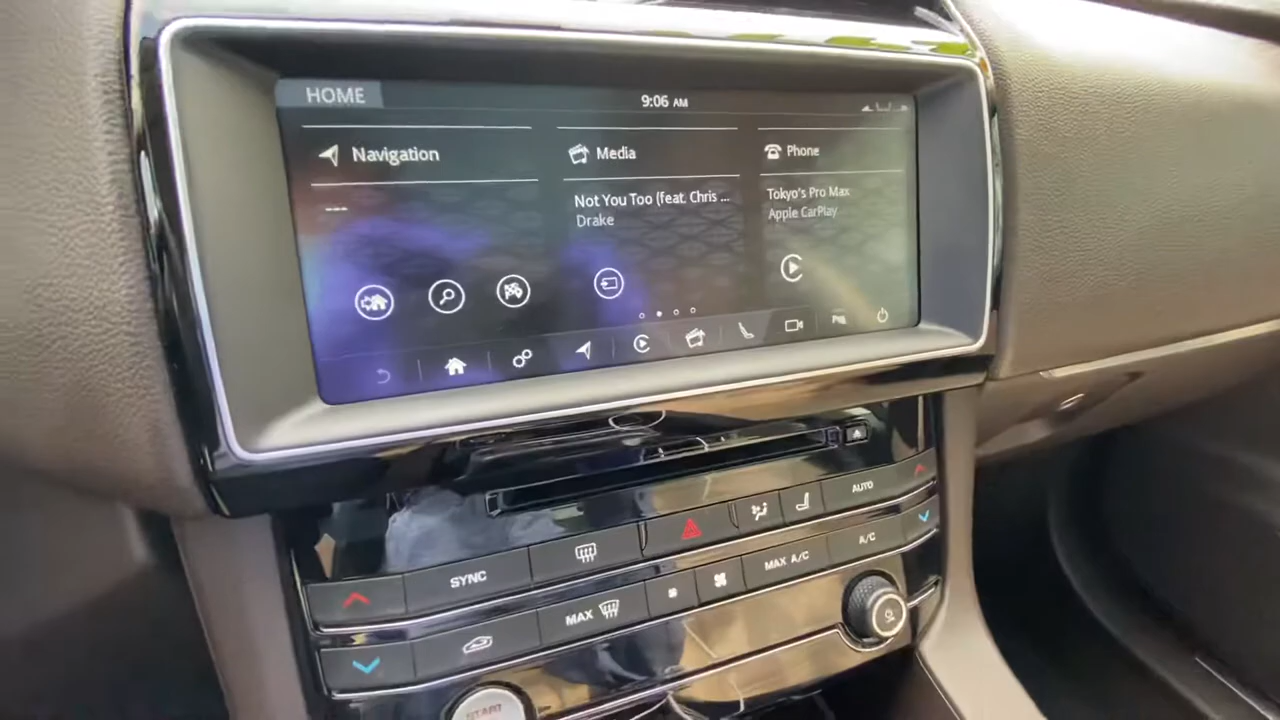 HOME
9:06 AM
Navigation
Media
Phone
---
Not You Too (feat. Chris ...
Drake
Tokyo's Pro Max
Apple CarPlay
AUTO
SYNC
A/C
MAX A/C
MAX
START